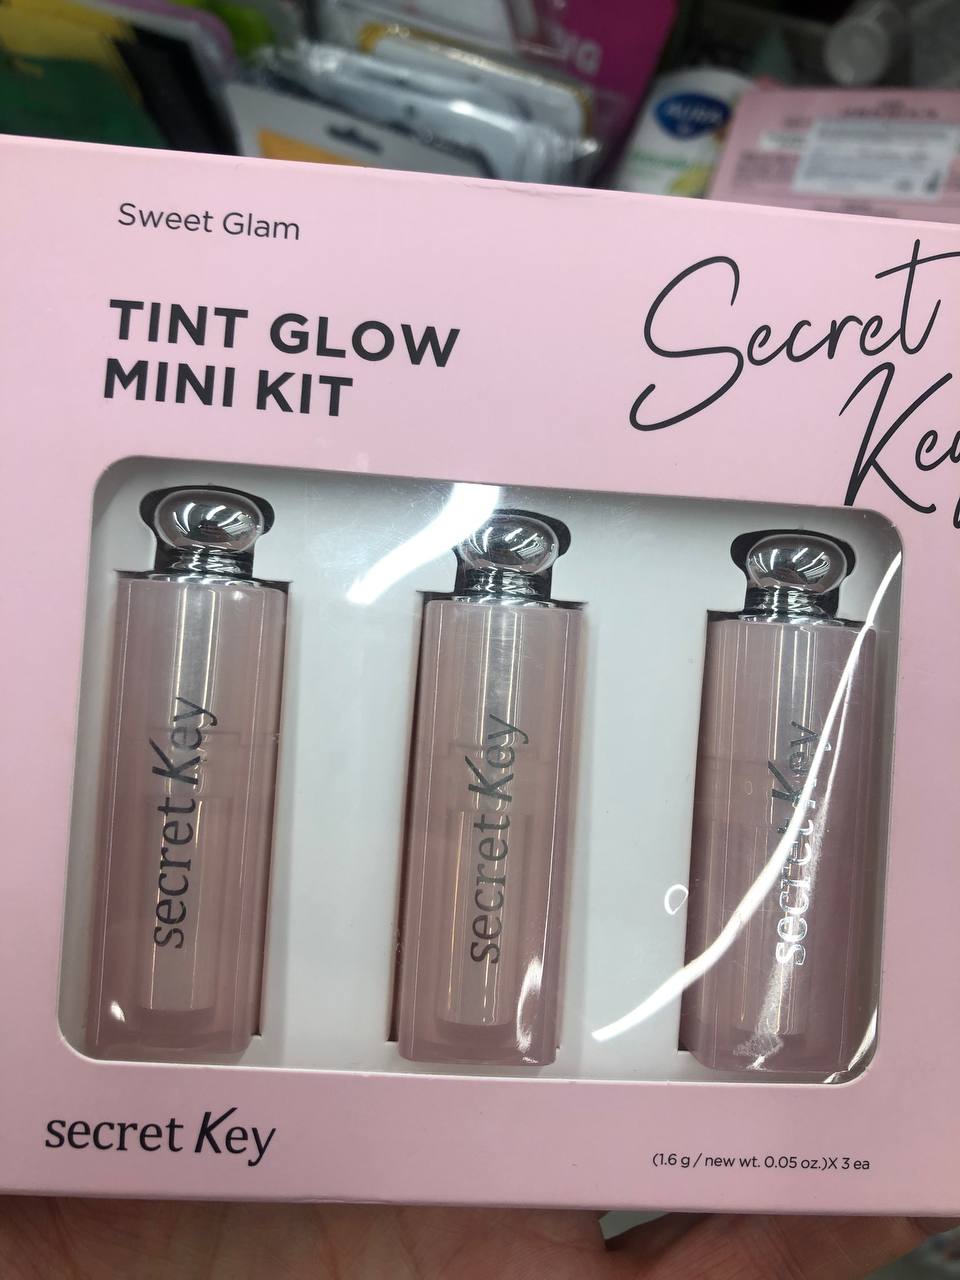 Sweet Glam
TINT GLOW
MINI KIT
Secret
secret Key
secret Key
secret Key
secret Key
(1.6 g / new wt. 0.05 oz.)X 3 ea
AURA